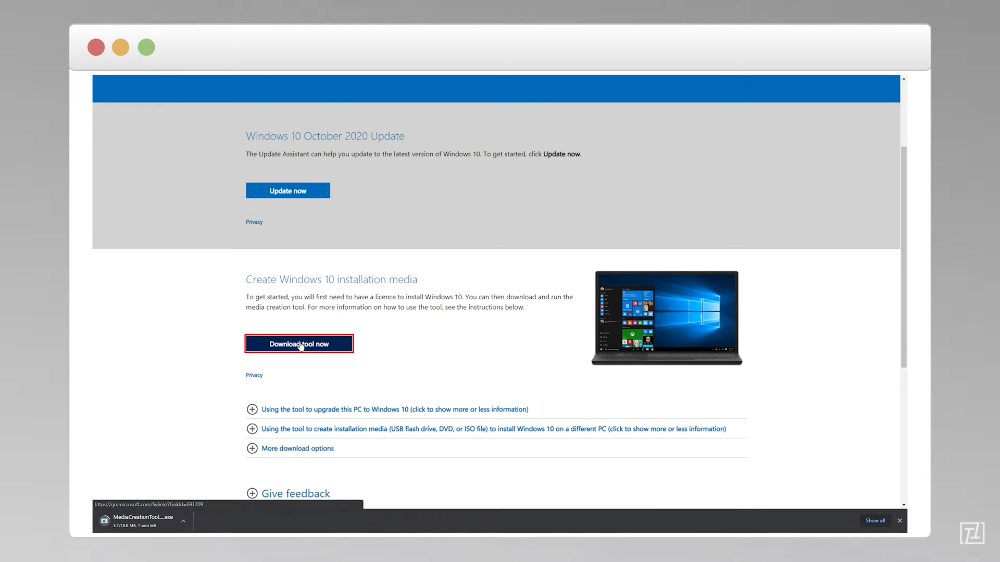 Windows 10 October 2020 Update
The Update Assistant can help you update to the latest version of Windows 10. To get started, click Update now.
Update now
Privacy
Create Windows 10 installation media
To get started, you will first need to have a licence to install Windows 10. You can then download and run the
media creation tool. For more information on how to use the tool, see the instructions below.
Download tool now
Privacy
Using the tool to upgrade this PC to Windows 10 (click to show more or less information)
Using the tool to create installation media (USB flash drive, DVD, or ISO file) to install Windows 10 on a different PC (click to show more or less information)
More download options
Give feedback
https://go.microsoft.com/fwlink/?LinkId=691209
MediaCreationTool....exe
3.7/18.6 MB, 7 secs left
Show all